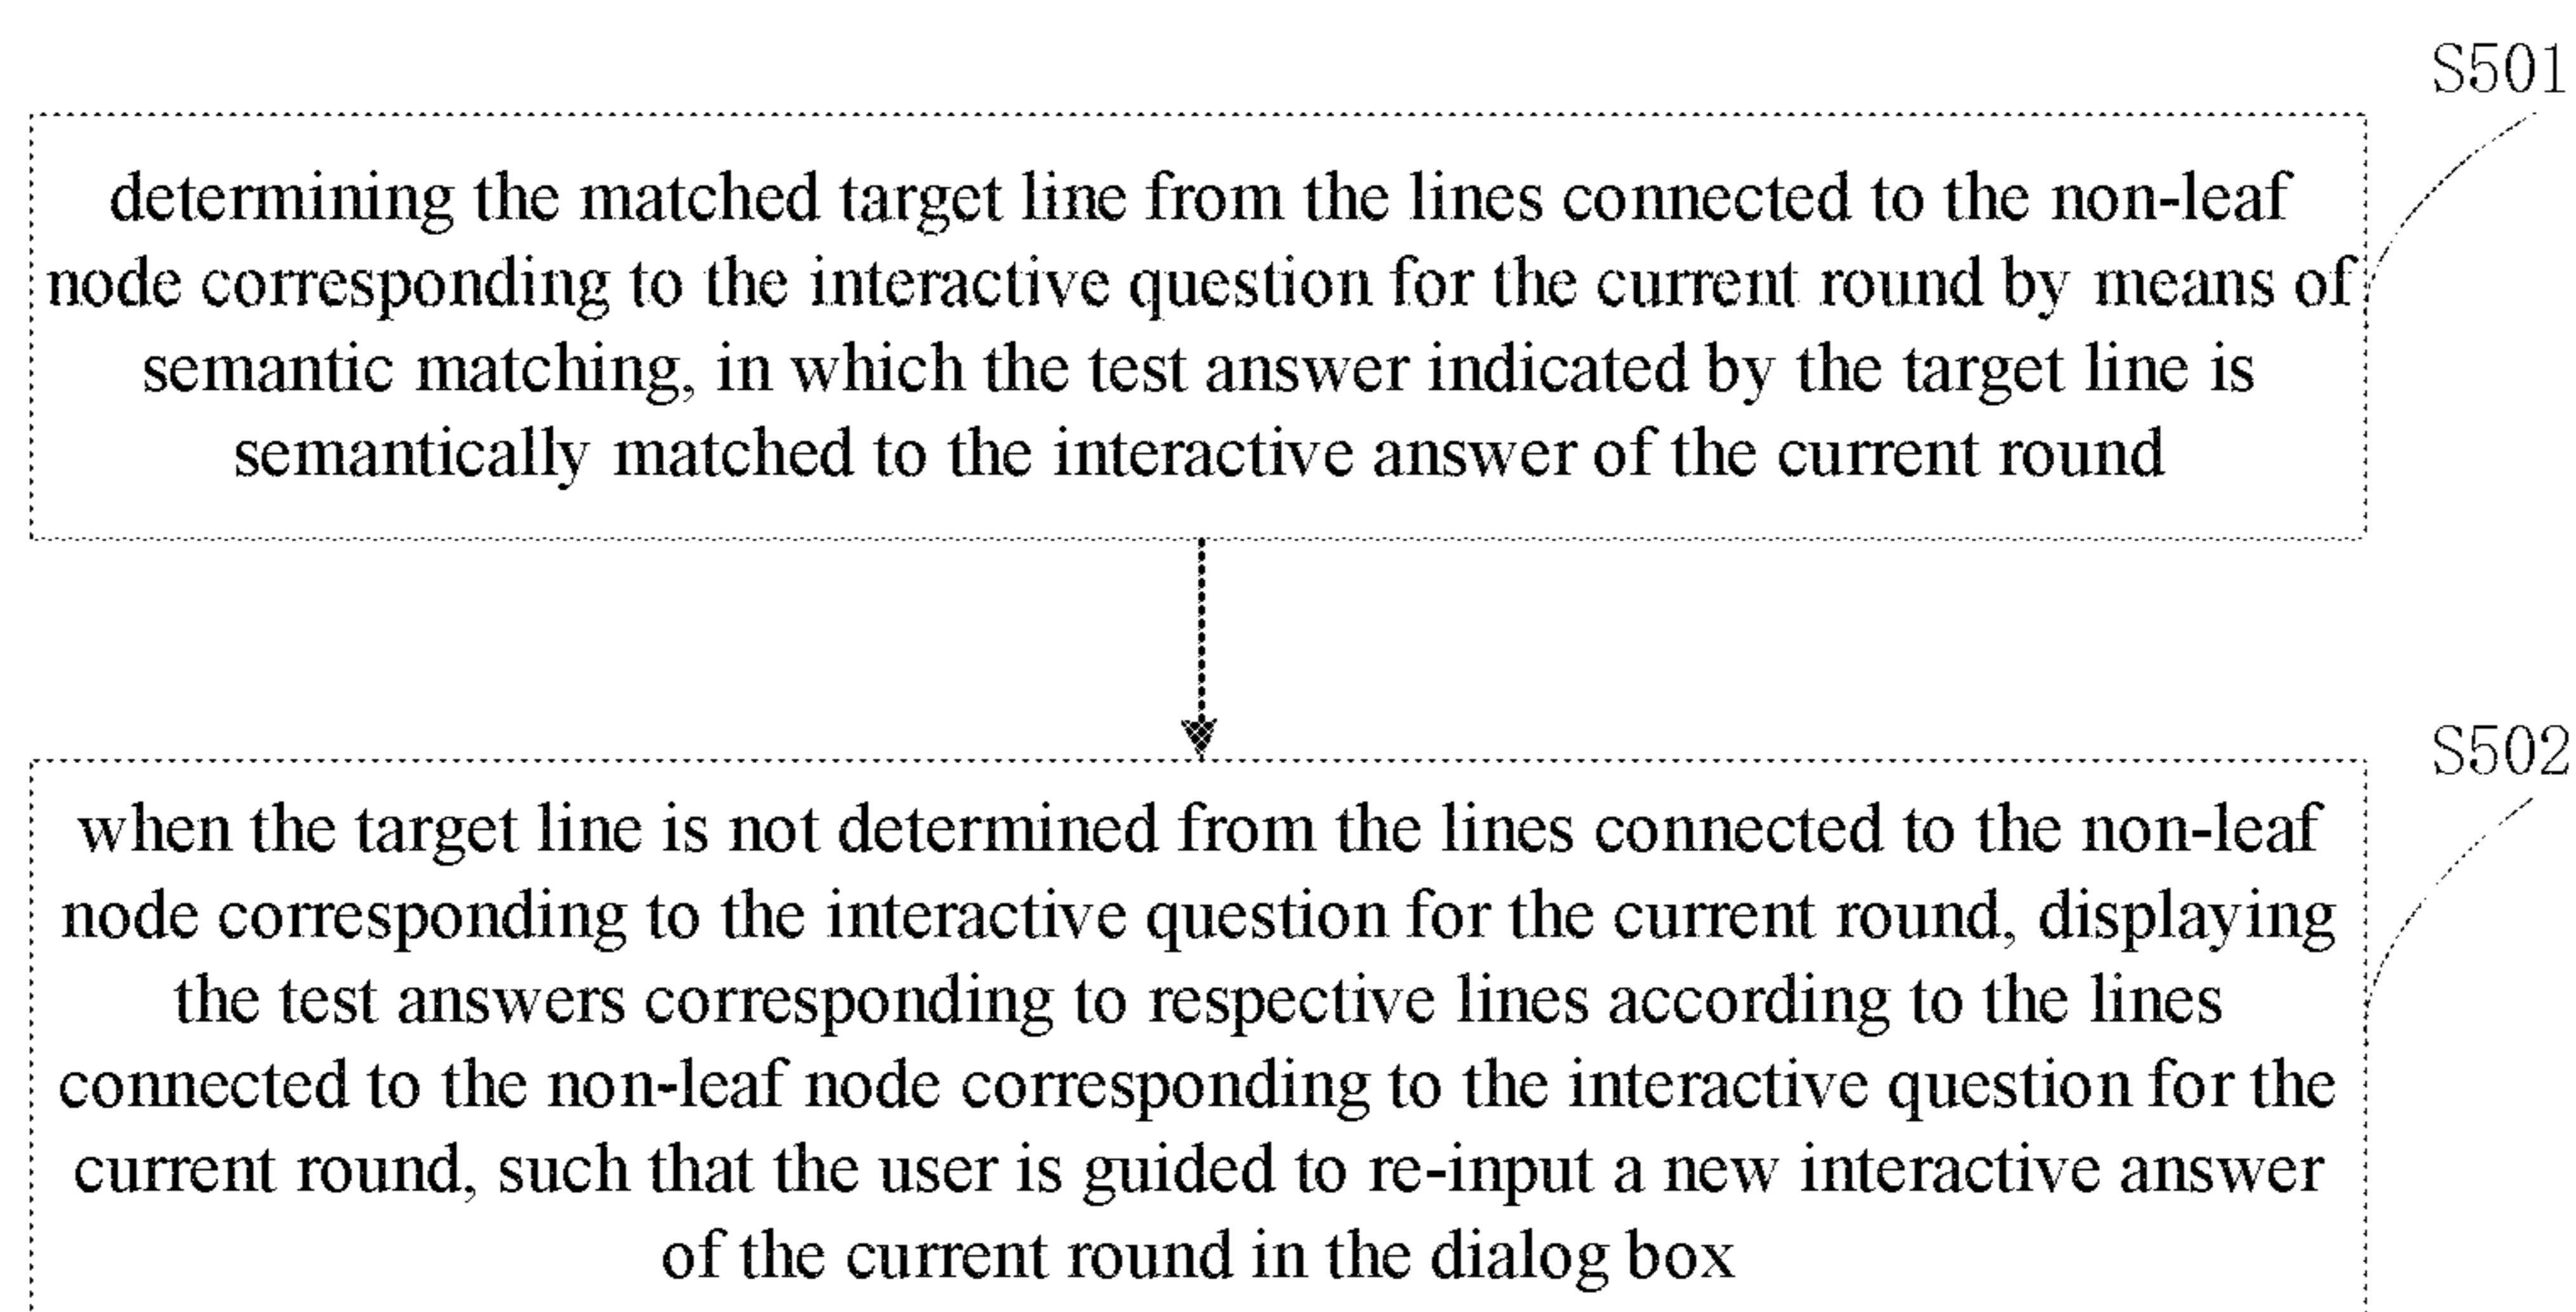 S501
determining the matched target line from the lines connected to the non-leaf
node corresponding to the interactive question for the current round by means of
semantic matching, in which the test answer indicated by the target line is
semantically matched to the interactive answer of the current round
S502
when the target line is not determined from the lines connected to the non-leaf
node corresponding to the interactive question for the current round, displaying
the test answers corresponding to respective lines according to the lines
connected to the non-leaf node corresponding to the interactive question for the
current round, such that the user is guided to re-input a new interactive answer
of the current round in the dialog box